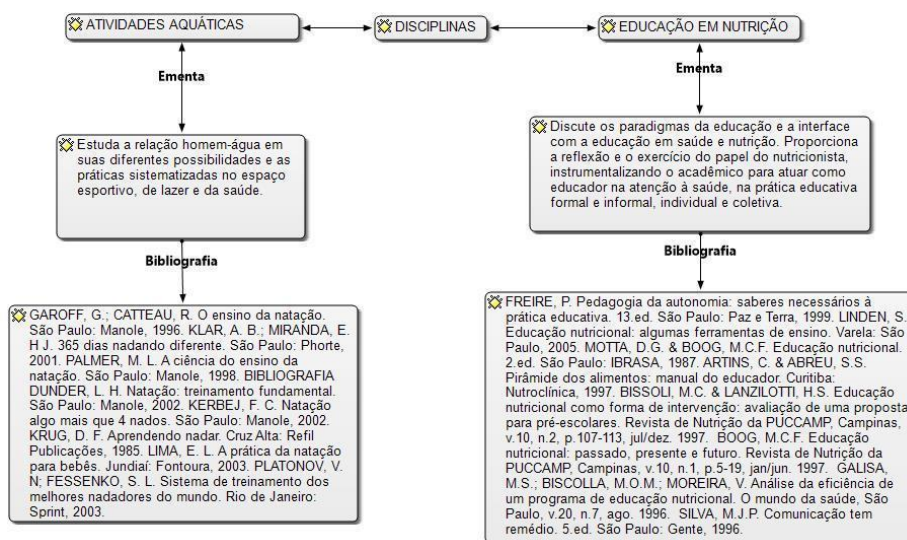 ATIVIDADES AQUÁTICAS
DISCIPLINAS
EDUCAÇÃO EM NUTRIÇÃO
Ementa
Estuda a relação homem-água em
suas diferentes possibilidades e as
práticas sistematizadas no espaço
esportivo, de lazer e da saúde.
Bibliografia
GAROFF, G.; CATTEAU, R. O ensino da natação.
São Paulo: Manole, 1996. KLAR, A. B.; MIRANDA, E.
H J. 365 dias nadando diferente. São Paulo: Phorte,
2001. PALMER, M. L. A ciência do ensino da
natação. São Paulo: Manole, 1998. BIBLIOGRAFIA
DUNDER, L. H. Natação: treinamento fundamental.
São Paulo: Manole, 2002. KERBEJ, F. C. Natação
algo mais que 4 nados. São Paulo: Manole, 2002.
KRUG, D. F. Aprendendo nadar. Cruz Alta: Refil
Publicações, 1985. LIMA, E. L. A prática da natação
para bebês. Jundiaí: Fontoura, 2003. PLATONOV, V.
N; FESSENKO, S. L. Sistema de treinamento dos
melhores nadadores do mundo. Rio de Janeiro:
Sprint, 2003.
Ementa
Discute os paradigmas da educação e a interface
com a educação em saúde e nutrição. Proporciona
a reflexão e o exercício do papel do nutricionista,
instrumentalizando o acadêmico para atuar como
educador na atenção à saúde, na prática educativa
formal e informal, individual e coletiva.
Bibliografia
FREIRE, P. Pedagogia da autonomia: saberes necessários à
prática educativa. 13.ed. São Paulo: Paz e Terra, 1999. LINDEN, S.
Educação nutricional: algumas ferramentas de ensino. Varela: São
Paulo, 2005. MOTTA, D.G. & BOOG, M.C.F. Educação nutricional.
2.ed. São Paulo: IBRASA, 1987. ARTINS, C. & ABREU, S.S.
Pirâmide dos alimentos: manual do educador. Curitiba:
Nutroclínica, 1997. BISSOLI, M.C. & LANZILOTTI, H.S. Educação
nutricional como forma de intervenção: avaliação de uma proposta
para pré-escolares. Revista de Nutrição da PUCCAMP, Campinas,
v.10, n.2, p.107-113, jul/dez. 1997. BOOG, M.C.F. Educação
nutricional: passado, presente e futuro. Revista de Nutrição da
PUCCAMP, Campinas, v.10, n.1, p.5-19, jan/jun. 1997. GALISA,
M.S.; BISCOLLA, M.O.M.; MOREIRA, V. Análise da eficiência de
um programa de educação nutricional. O mundo da saúde, São
Paulo, v.20, n.7, ago. 1996. SILVA, M.J.P. Comunicação tem
remédio. 5.ed. São Paulo: Gente, 1996.